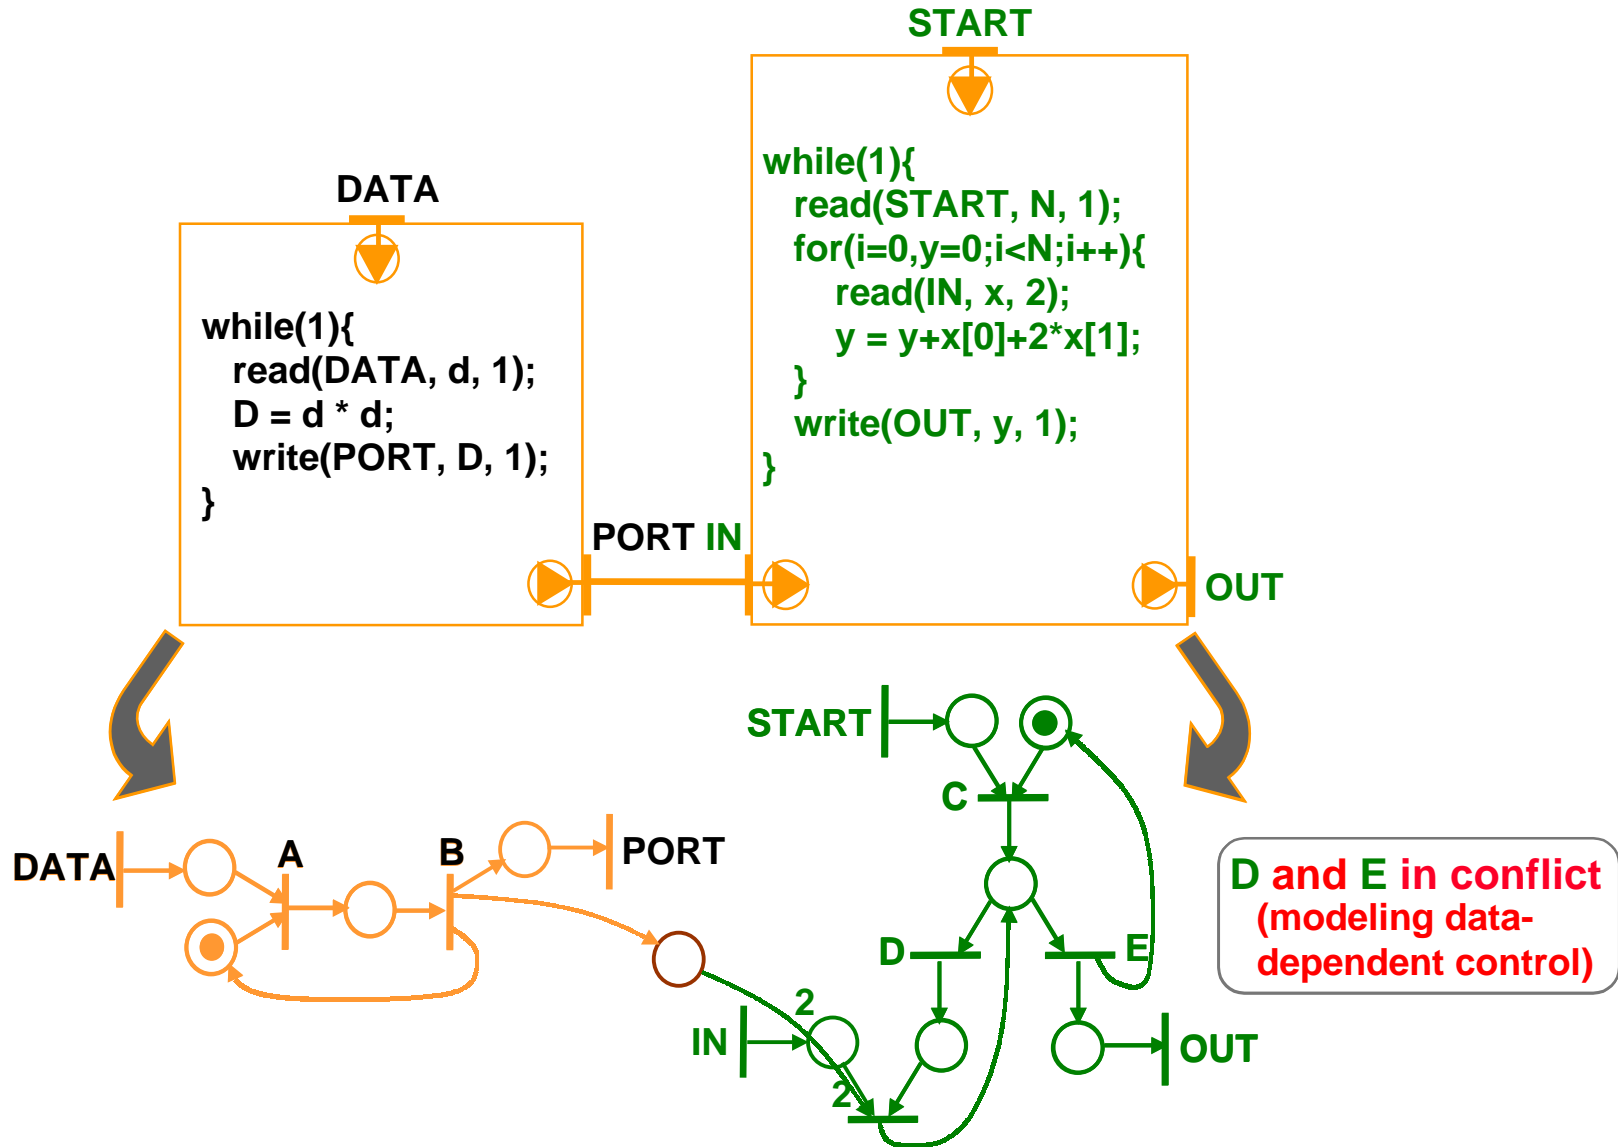 START
while(1){
read(START, N, 1);
for(i=0,y=0;i<N;i++){
read(IN, x, 2);
y = y+x[0]+2*x[1];
}
write(OUT, y, 1);
}
DATA
while(1){
read(DATA, d, 1);
D = d * d;
write(PORT, D, 1);
}
PORT IN
OUT
START
C
DATA
A
B
PORT
D
E
2
IN
2
OUT
D and E in conflict
(modeling data-
dependent control)